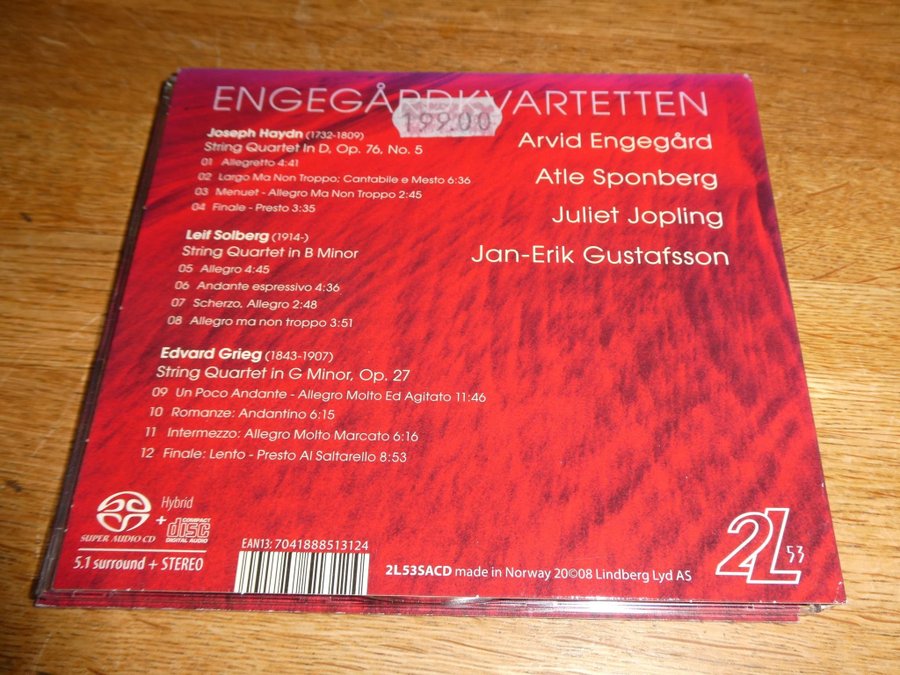 ENGEGÅRDKVARTETTEN
199.00
Joseph Haydn (1732-1809)
String Quartet in D, Op. 76, No. 5
01 Allegretto 4:41
02 Largo Ma Non Troppo; Cantabile e Mesto 6:36
03 Menuet - Allegro Ma Non Troppo 2:45
04 Finale - Presto 3:35
Leif Solberg (1914-)
String Quartet in B Minor
05 Allegro 4:45
06 Andante espressivo 4:36
07 Scherzo, Allegro 2:48
08 Allegro ma non troppo 3:51
Edvard Grieg (1843-1907)
String Quartet in G Minor, Op. 27
09 Un Poco Andante - Allegro Molto Ed Agitato 11:46
10 Romanze: Andantino 6:15
11 Intermezzo: Allegro Molto Marcato 6:16
12 Finale: Lento - Presto Al Saltarello 8:53
Arvid Engegård
Atle Sponberg
Juliet Jopling
Jan-Erik Gustafsson
Hybrid
SUPER AUDIO CD
+
COMPACT
disc
DIGITAL AUDIO
5.1 surround + STEREO
EAN13: 7041888513124
2L53SACD made in Norway 20©08 Lindberg Lyd AS
2L 53